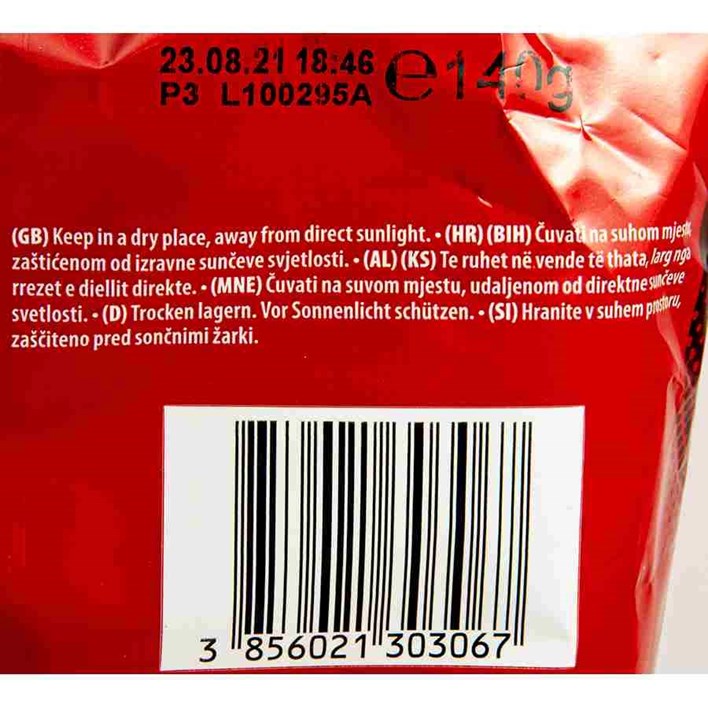 23.08.21 18:46 ℮140g
P3 L100295A
(GB) Keep in a dry place, away from direct sunlight. • (HR) (BIH) Čuvati na suhom mjestu,
zaštićenom od izravne sunčeve svjetlosti. • (AL) (KS) Te ruhet në vende të thata, larg nga
rrezet e diellit direkte. • (MNE) Čuvati na suvom mjestu, udaljenom od direktne sunčeve
svetlosti. • (D) Trocken lagern. Vor Sonnenlicht schützen. • (SI) Hranite v suhem prostoru,
zaščiteno pred sončnimi žarki.
3 856021 303067